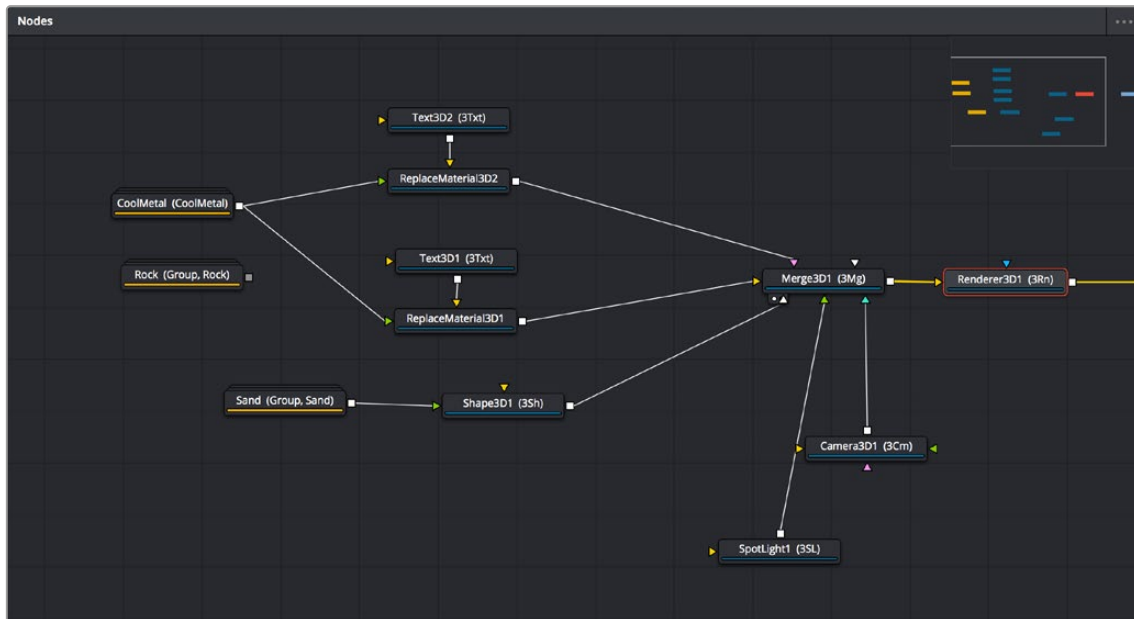 Nodes
Text3D2 (3Txt)
ReplaceMaterial3D2
CoolMetal (CoolMetal)
Text3D1 (3Txt)
Rock (Group, Rock)
Merge3D1 (3Mg)
Renderer3D1 (3Rn)
ReplaceMaterial3D1
Sand (Group, Sand)
Shape3D1 (3Sh)
Camera3D1 (3Cm)
SpotLight1 (3SL)